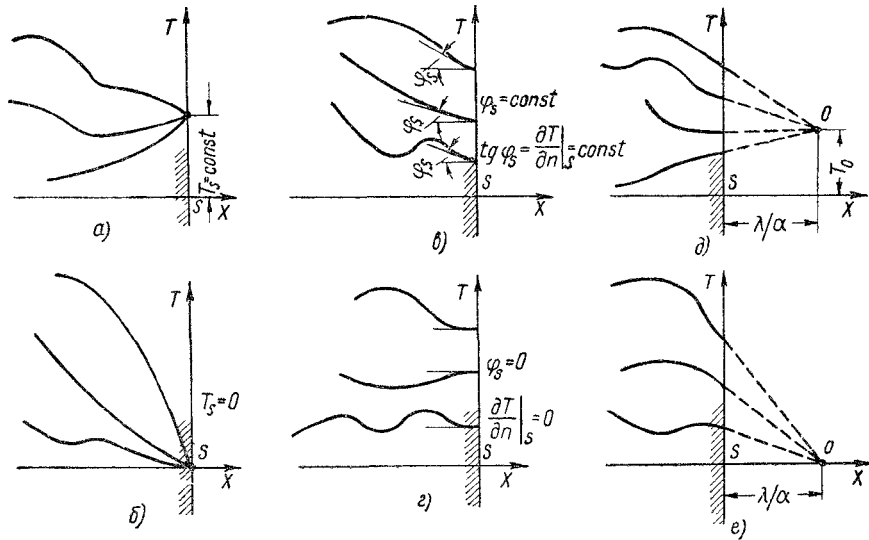 T
T_S = const
S
X
а)
T
φ_S
φ_S
φ_S
φ_S = const
tg φ_S = ∂T/∂n|_S = const
S
X
в)
T
O
T_0
S
X
λ/α
д)
T
T_S = 0
S
X
б)
T
φ_S = 0
∂T/∂n|_S = 0
S
X
г)
T
S
O
X
λ/α
е)